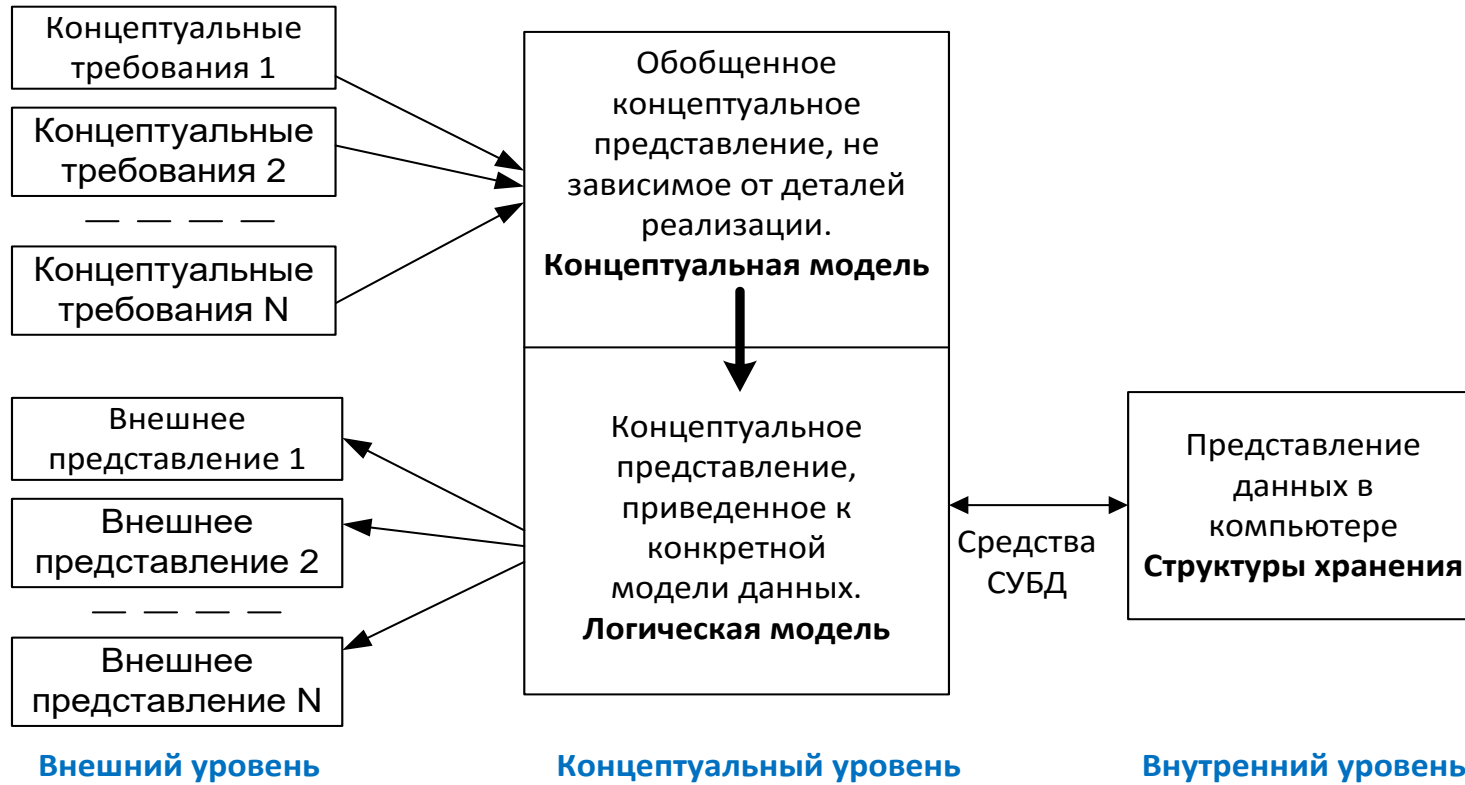 Концептуальные
требования 1
Концептуальные
требования 2
Концептуальные
требования N
Внешнее
представление 1
Внешнее
представление 2
Внешнее
представление N
Внешний уровень
Обобщенное
концептуальное
представление, не
зависимое от деталей
реализации.
Концептуальная модель
Концептуальное
представление,
приведенное к
конкретной
модели данных.
Логическая модель
Концептуальный уровень
Средства
СУБД
Представление
данных в
компьютере
Структуры хранения
Внутренний уровень